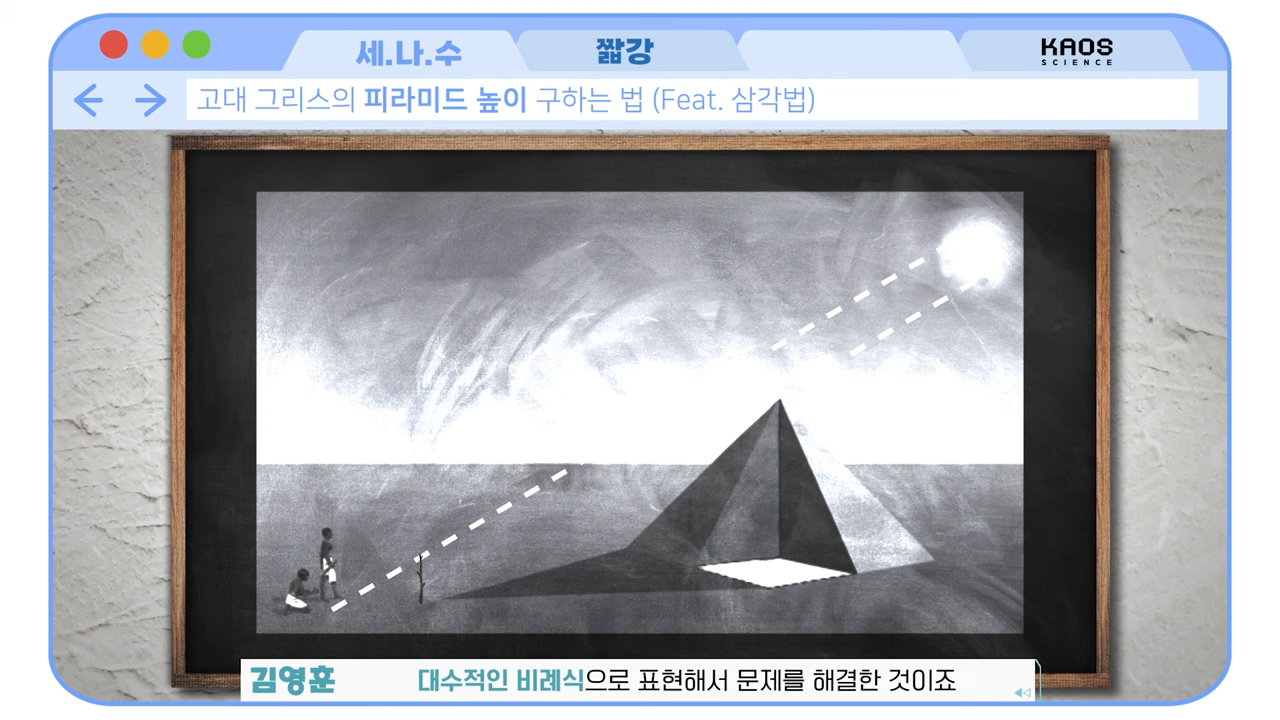 세.나.수
짧강
KAOS
SCIENCE
고대 그리스의 피라미드 높이 구하는 법 (Feat. 삼각법)
김영훈
대수적인 비례식으로 표현해서 문제를 해결한 것이죠